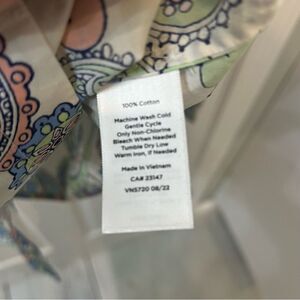 100% Cotton
Machine Wash Cold
Gentle Cycle
Only Non-Chlorine
Bleach When Needed
Tumble Dry Low
Warm Iron, If Needed
Made in Vietnam
CA# 23147
VN5720 08/22